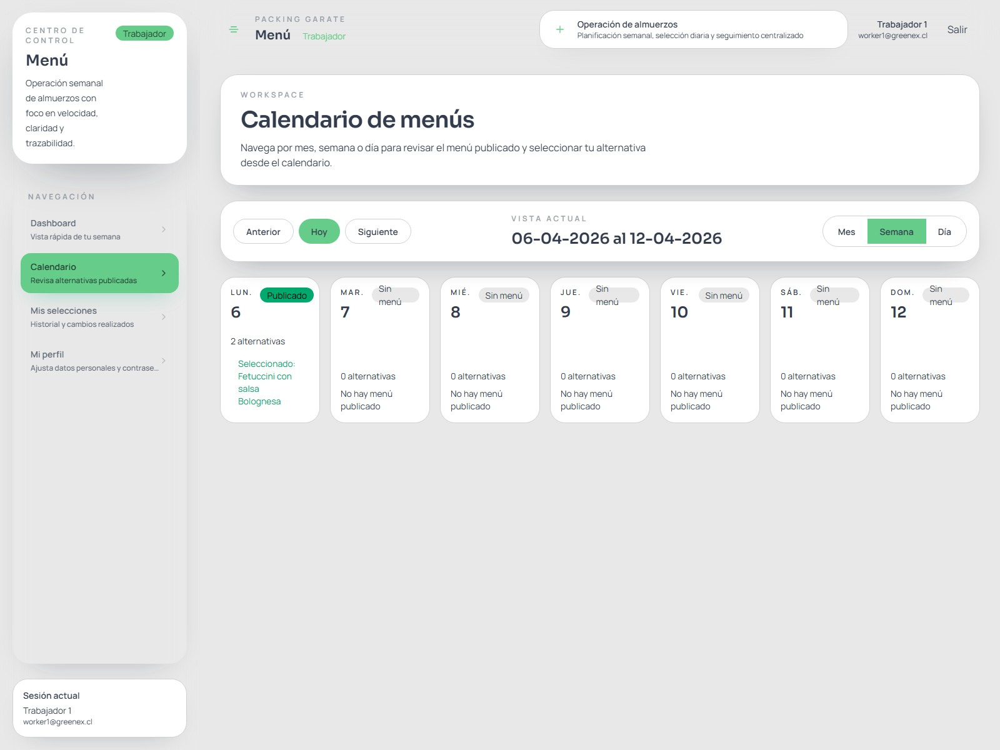 CENTRO DE
CONTROL
Trabajador
Menú
Operación semanal
de almuerzos con
foco en velocidad,
claridad y
trazabilidad.
NAVEGACIÓN
Dashboard
Vista rápida de tu semana
Calendario
Revisa alternativas publicadas
Mis selecciones
Historial y cambios realizados
Mi perfil
Ajusta datos personales y contrase...
Sesión actual
Trabajador 1
worker1@greenex.cl
PACKING GARATE
Menú Trabajador
Operación de almuerzos
Planificación semanal, selección diaria y seguimiento centralizado
Trabajador 1
worker1@greenex.cl
Salir
WORKSPACE
Calendario de menús
Navega por mes, semana o día para revisar el menú publicado y seleccionar tu alternativa
desde el calendario.
Anterior Hoy Siguiente
VISTA ACTUAL
06-04-2026 al 12-04-2026
Mes Semana Día
LUN. Publicado
6
2 alternativas
Seleccionado:
Fetuccini con
salsa
Bolognesa
MAR. Sin
menú
7
0 alternativas
No hay menú
publicado
MIÉ. Sin menú
8
0 alternativas
No hay menú
publicado
JUE. Sin
menú
9
0 alternativas
No hay menú
publicado
VIE. Sin menú
10
0 alternativas
No hay menú
publicado
SÁB. Sin
menú
11
0 alternativas
No hay menú
publicado
DOM. Sin
menú
12
0 alternativas
No hay menú
publicado